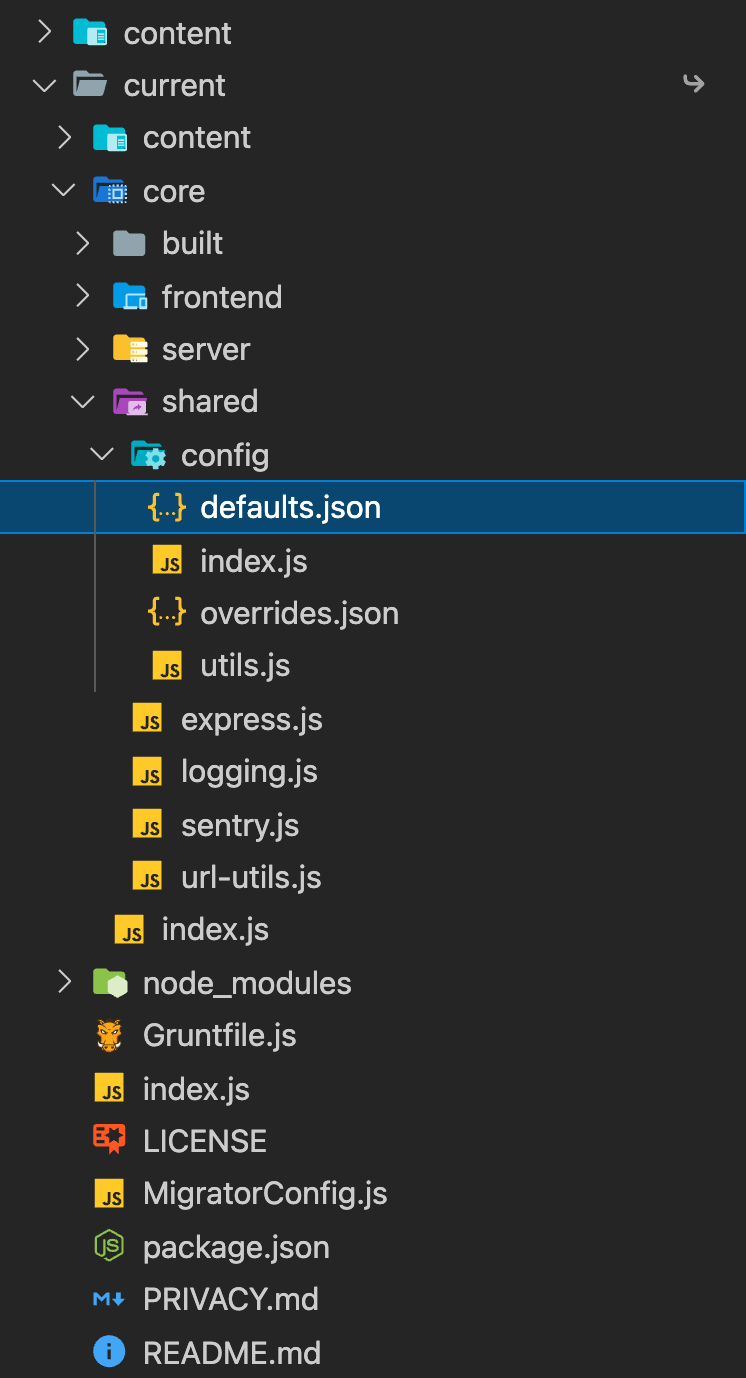 content
current
content
core
built
frontend
server
shared
config
{...} defaults.json
JS index.js
{...} overrides.json
JS utils.js
JS express.js
JS logging.js
JS sentry.js
JS url-utils.js
JS index.js
node_modules
Gruntfile.js
JS index.js
LICENSE
JS MigratorConfig.js
JS package.json
M PRIVACY.md
i README.md